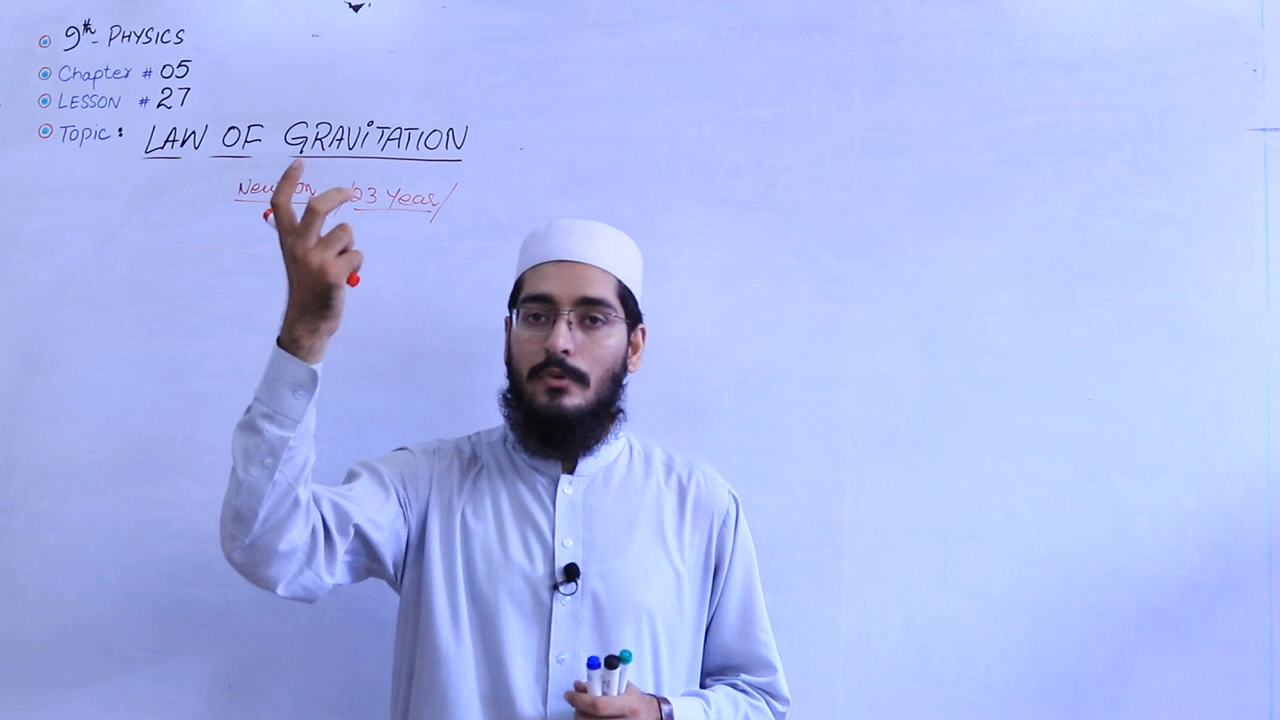 9th- PHYSICS
Chapter # 05
LESSON # 27
Topic: LAW OF GRAVITATION
/23 Year/